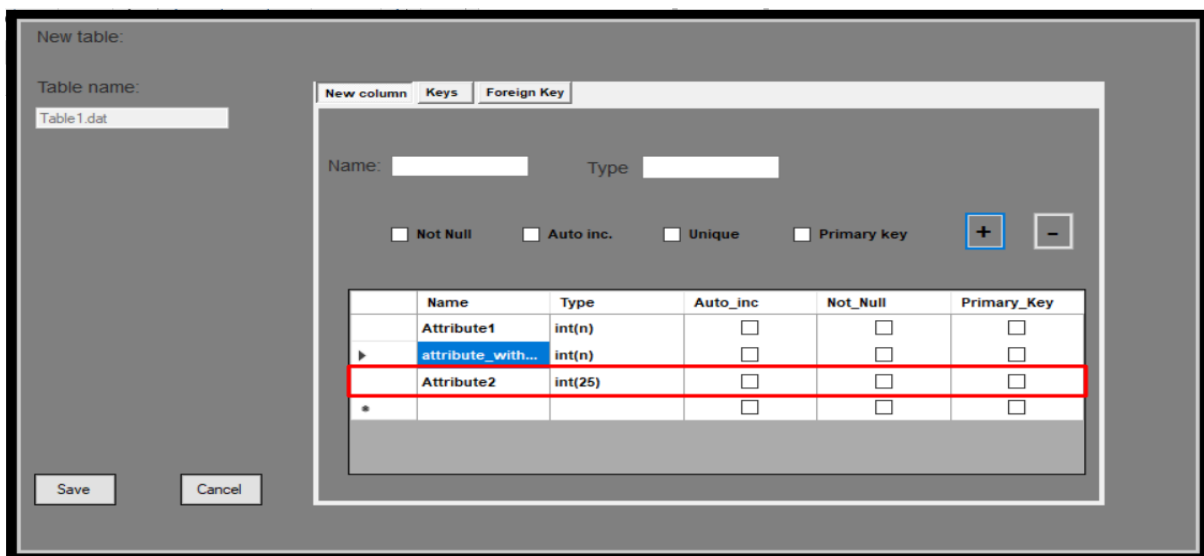 New table:
Table name:
Table1.dat
New column Keys Foreign Key
Name: Type
Not Null Auto inc. Unique Primary key + -
Name Type Auto_inc Not_Null Primary_Key
Attribute1 int(n)
attribute_with... int(n)
Attribute2 int(25)
*
Save Cancel